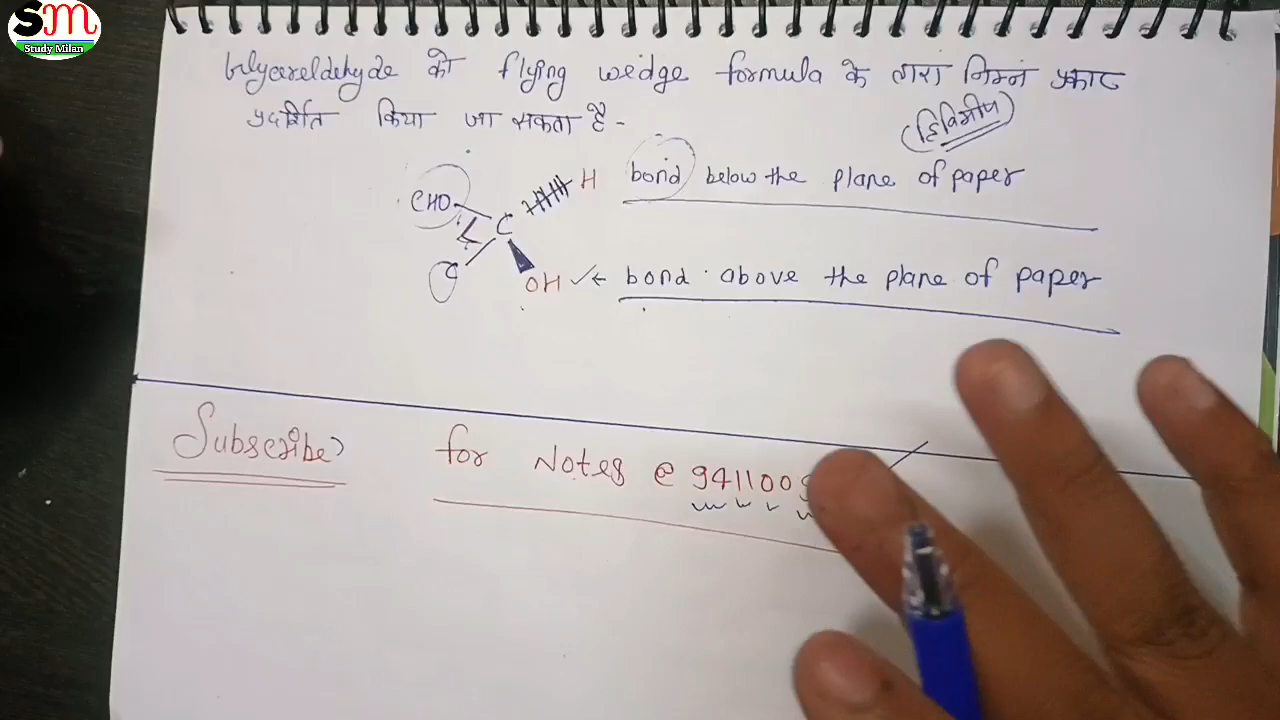 SM
Study Milan
Glyceraldehyde को flying wedge formula के द्वारा निम्न प्रकार
प्रदर्शित किया जा सकता है -
(द्विविमीय)
CHO C H bond below the plane of paper
C OH ← bond above the plane of paper
Subscribe for Notes @ 941100